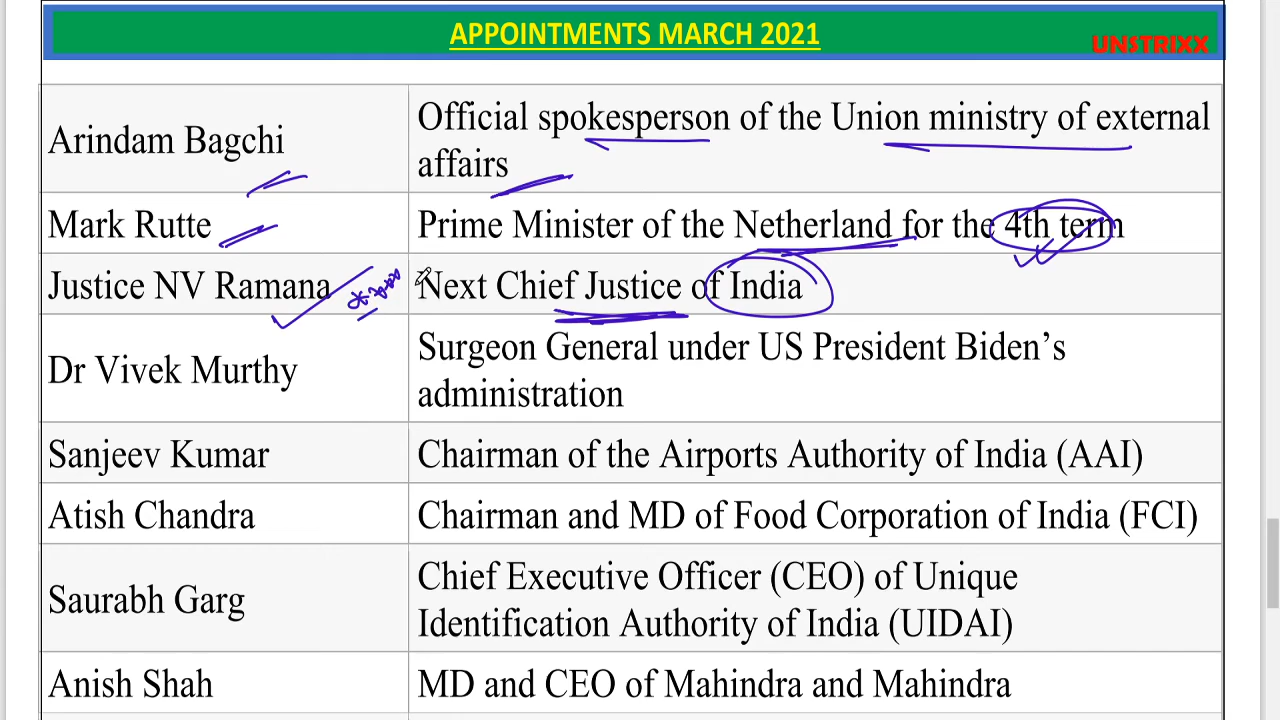 APPOINTMENTS MARCH 2021
UNSTRIXX
Arindam Bagchi
Official spokesperson of the Union ministry of external
affairs
Mark Rutte
Prime Minister of the Netherland for the 4th term
Justice NV Ramana
Next Chief Justice of India
Dr Vivek Murthy
Surgeon General under US President Biden’s
administration
Sanjeev Kumar
Chairman of the Airports Authority of India (AAI)
Atish Chandra
Chairman and MD of Food Corporation of India (FCI)
Saurabh Garg
Chief Executive Officer (CEO) of Unique
Identification Authority of India (UIDAI)
Anish Shah
MD and CEO of Mahindra and Mahindra